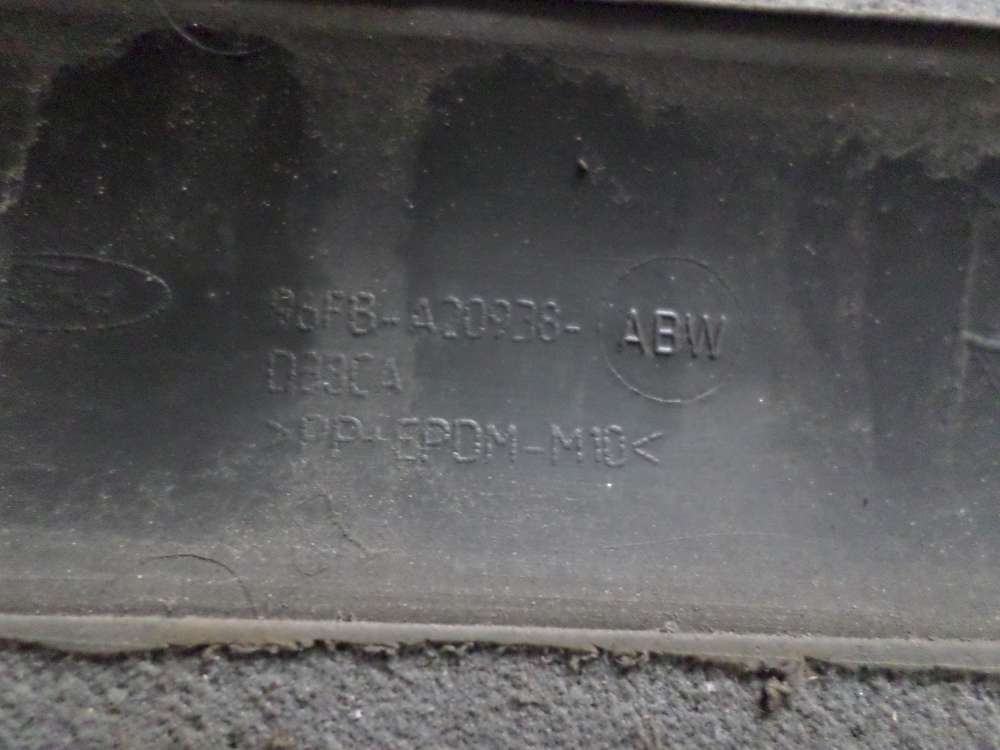 96FB-A20938-
ABW
>PP+EPDM-M10<